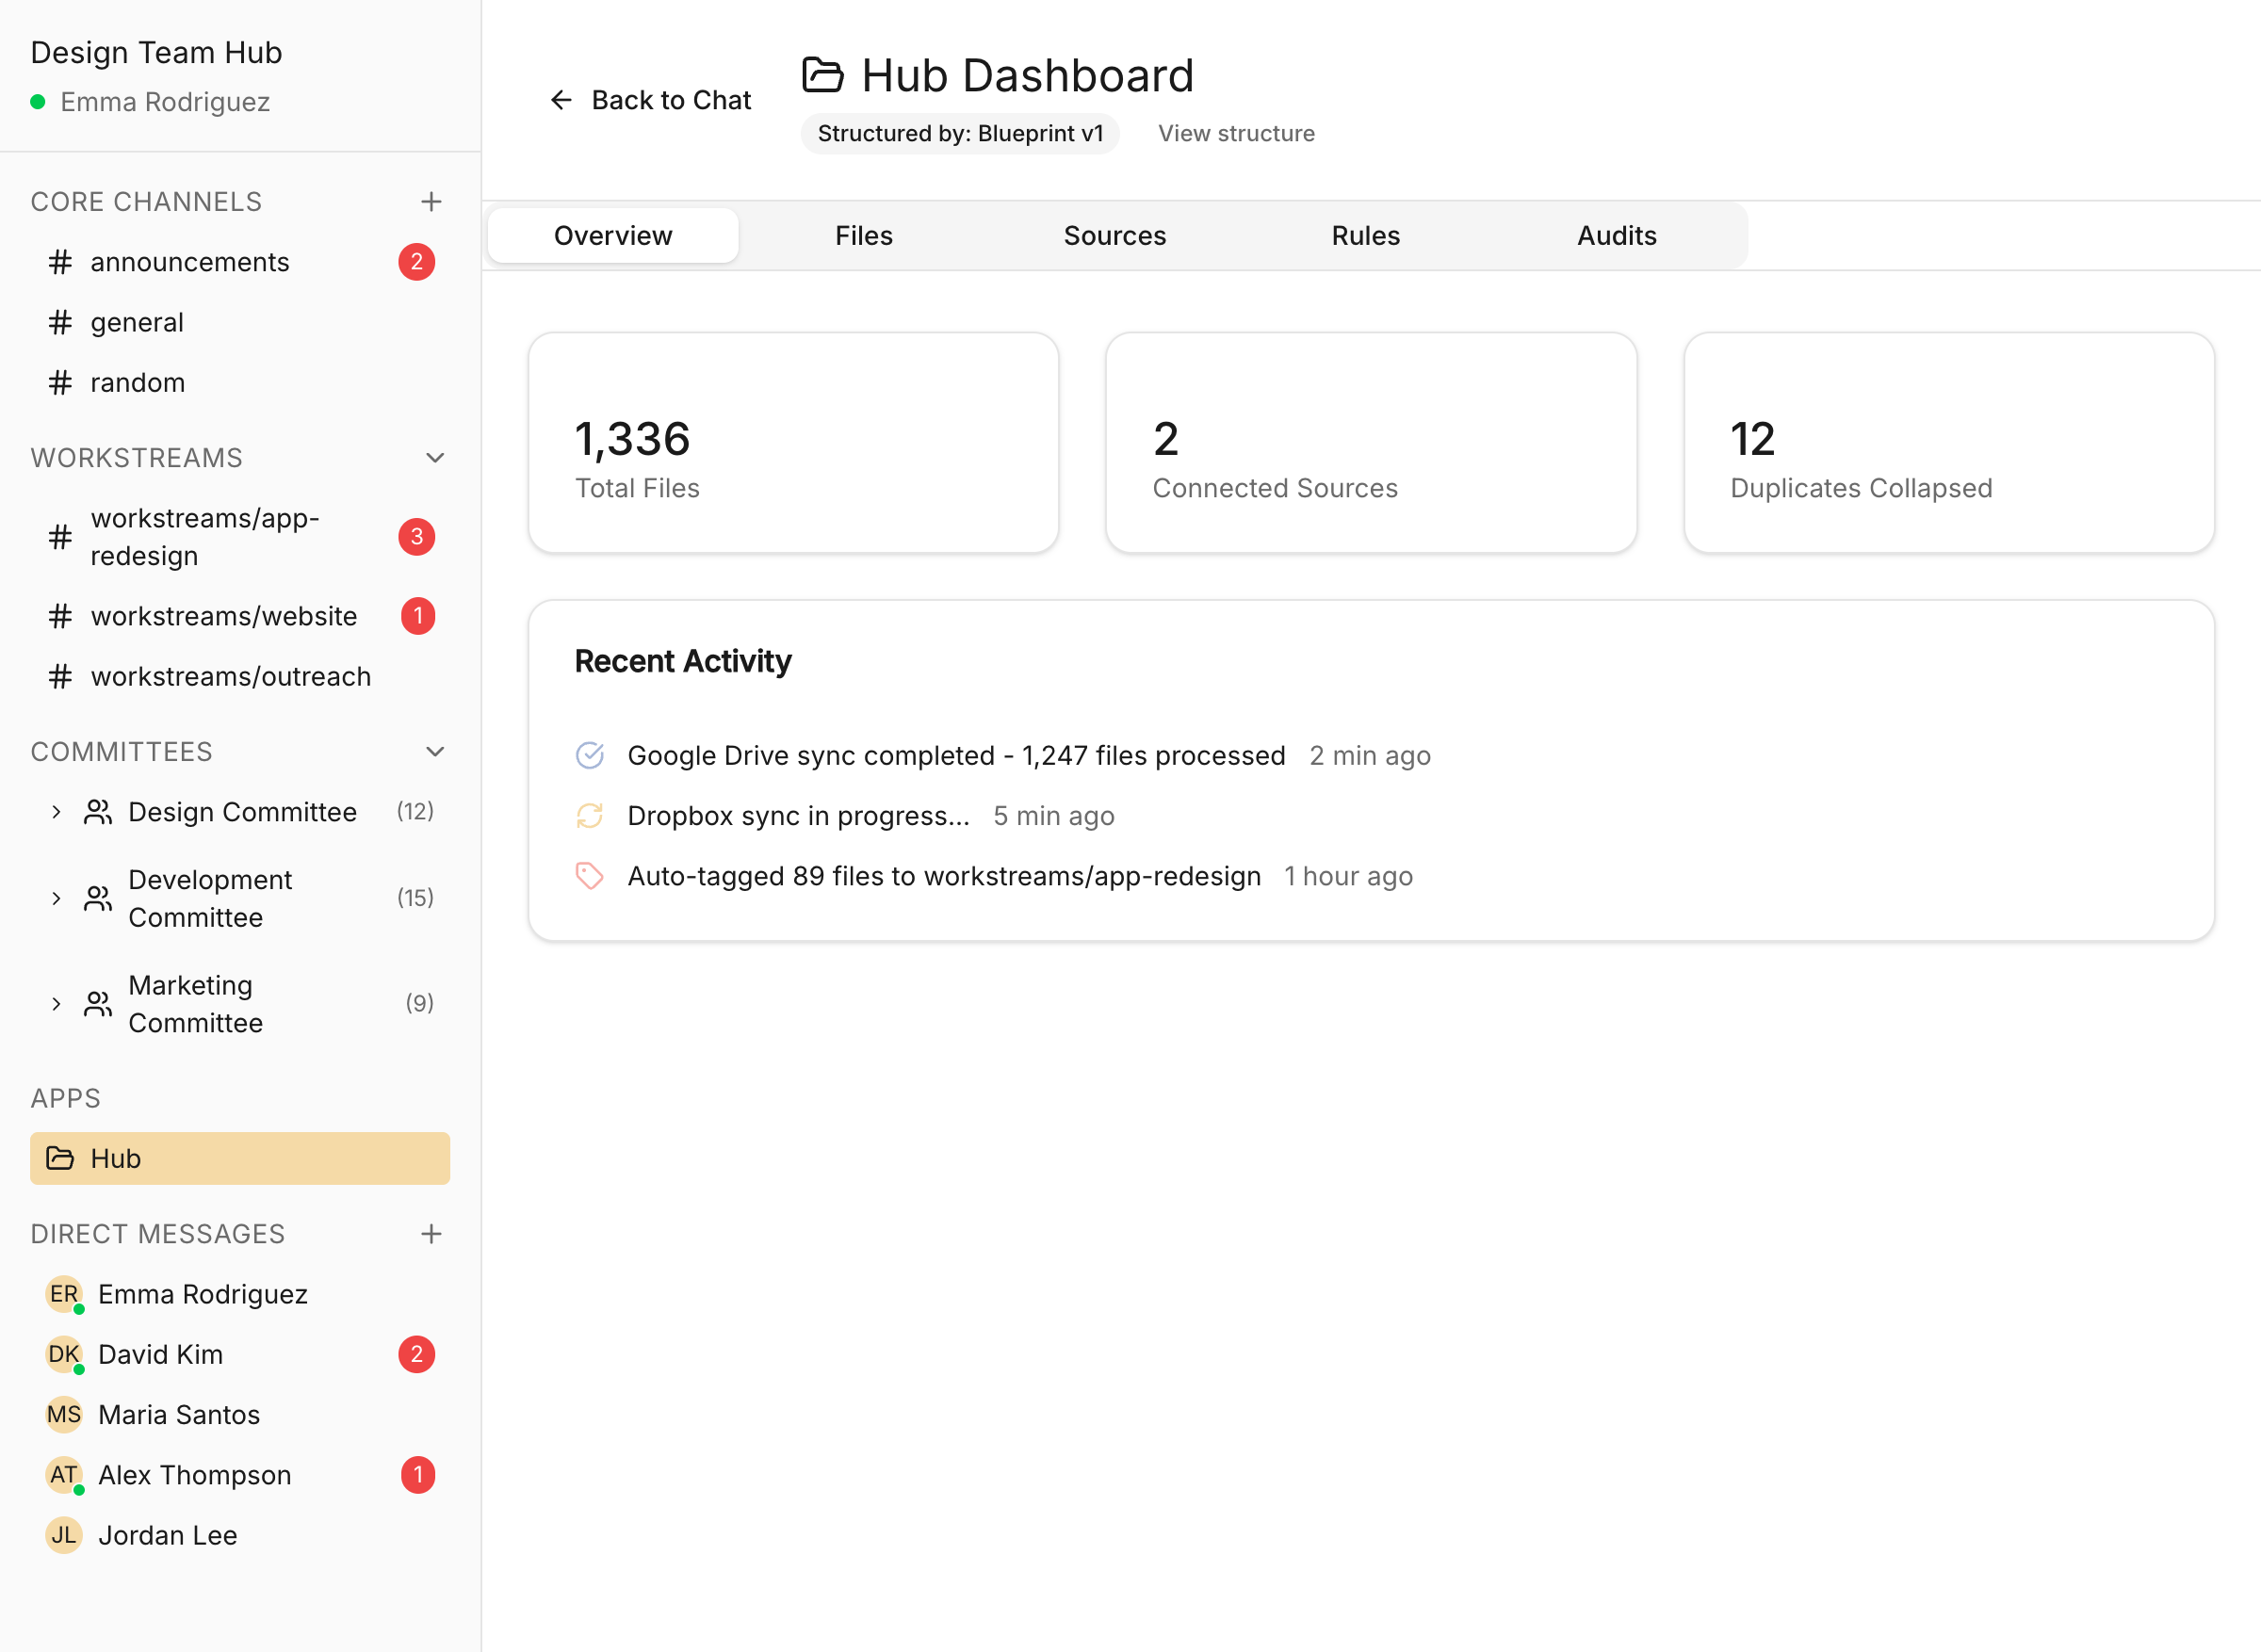 Design Team Hub
Emma Rodriguez
CORE CHANNELS
# announcements 2
# general
# random
WORKSTREAMS
# workstreams/app-
redesign 3
# workstreams/website 1
# workstreams/outreach
COMMITTEES
Design Committee (12)
Development
Committee (15)
Marketing
Committee (9)
APPS
Hub
DIRECT MESSAGES
ER Emma Rodriguez
DK David Kim 2
MS Maria Santos
AT Alex Thompson 1
JL Jordan Lee
Back to Chat
Hub Dashboard
Structured by: Blueprint v1 View structure
Overview Files Sources Rules Audits
1,336
Total Files
2
Connected Sources
12
Duplicates Collapsed
Recent Activity
Google Drive sync completed - 1,247 files processed 2 min ago
Dropbox sync in progress... 5 min ago
Auto-tagged 89 files to workstreams/app-redesign 1 hour ago